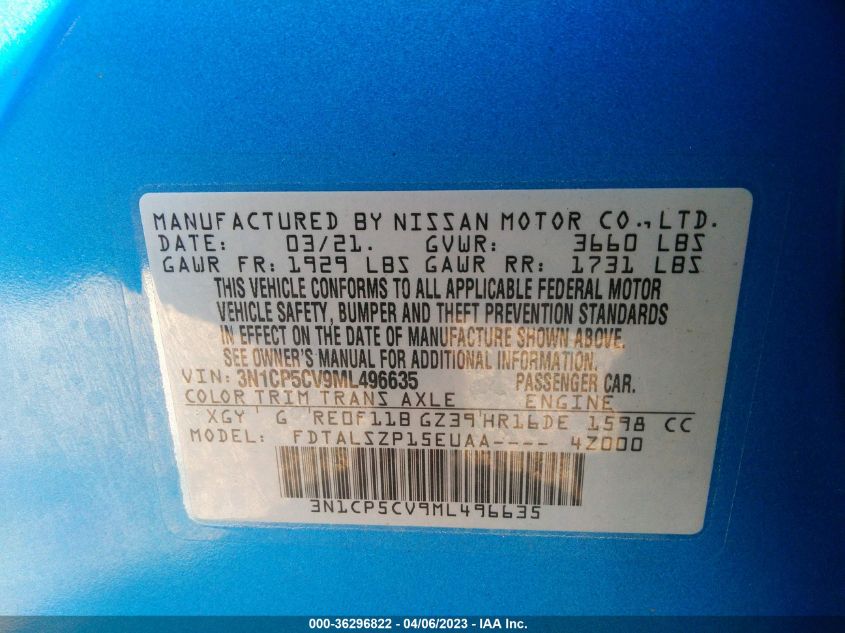 MANUFACTURED BY NISSAN MOTOR CO.,LTD.
DATE: 03/21. GVWR: 3660 LBS
GAWR FR: 1929 LBS GAWR RR: 1731 LBS
THIS VEHICLE CONFORMS TO ALL APPLICABLE FEDERAL MOTOR
VEHICLE SAFETY, BUMPER AND THEFT PREVENTION STANDARDS
IN EFFECT ON THE DATE OF MANUFACTURE SHOWN ABOVE.
SEE OWNER'S MANUAL FOR ADDITIONAL INFORMATION.
VIN: 3N1CP5CV9ML496635 PASSENGER CAR.
COLOR TRIM TRANS AXLE ENGINE
XGY ' G ' RE0F11B GZ39 'HR16DE 1598 CC
MODEL: FDTALSZP15EUAA---- 4Z000
3N1CP5CV9ML496635
000-36296822 - 04/06/2023 - IAA Inc.